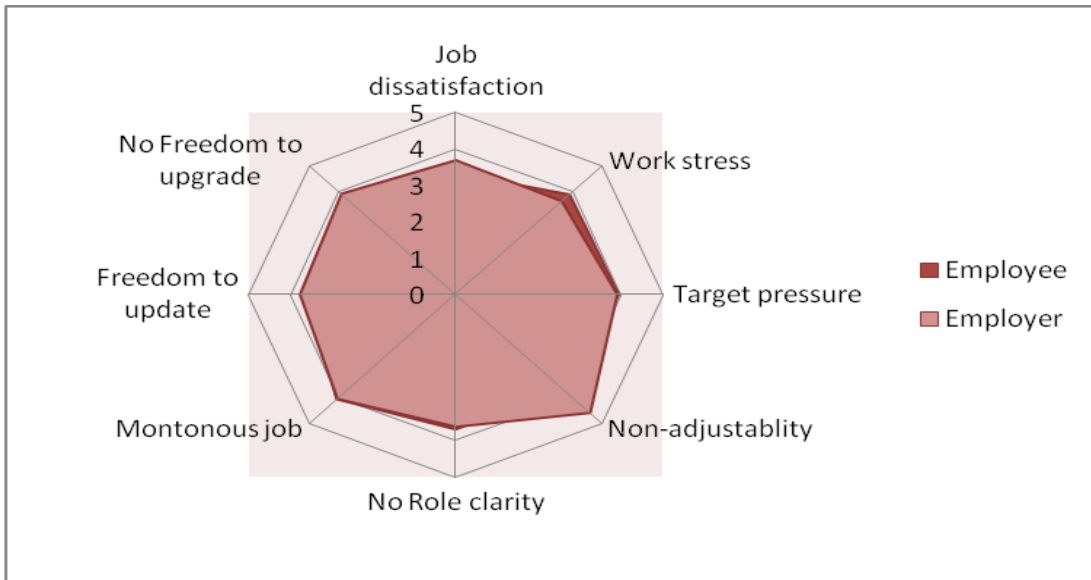 Job
dissatisfaction
5
4
3
2
1
0
No Freedom to
upgrade
Work stress
Freedom to
update
Target pressure
Montonous job
Non-adjustablity
No Role clarity
Employee
Employer